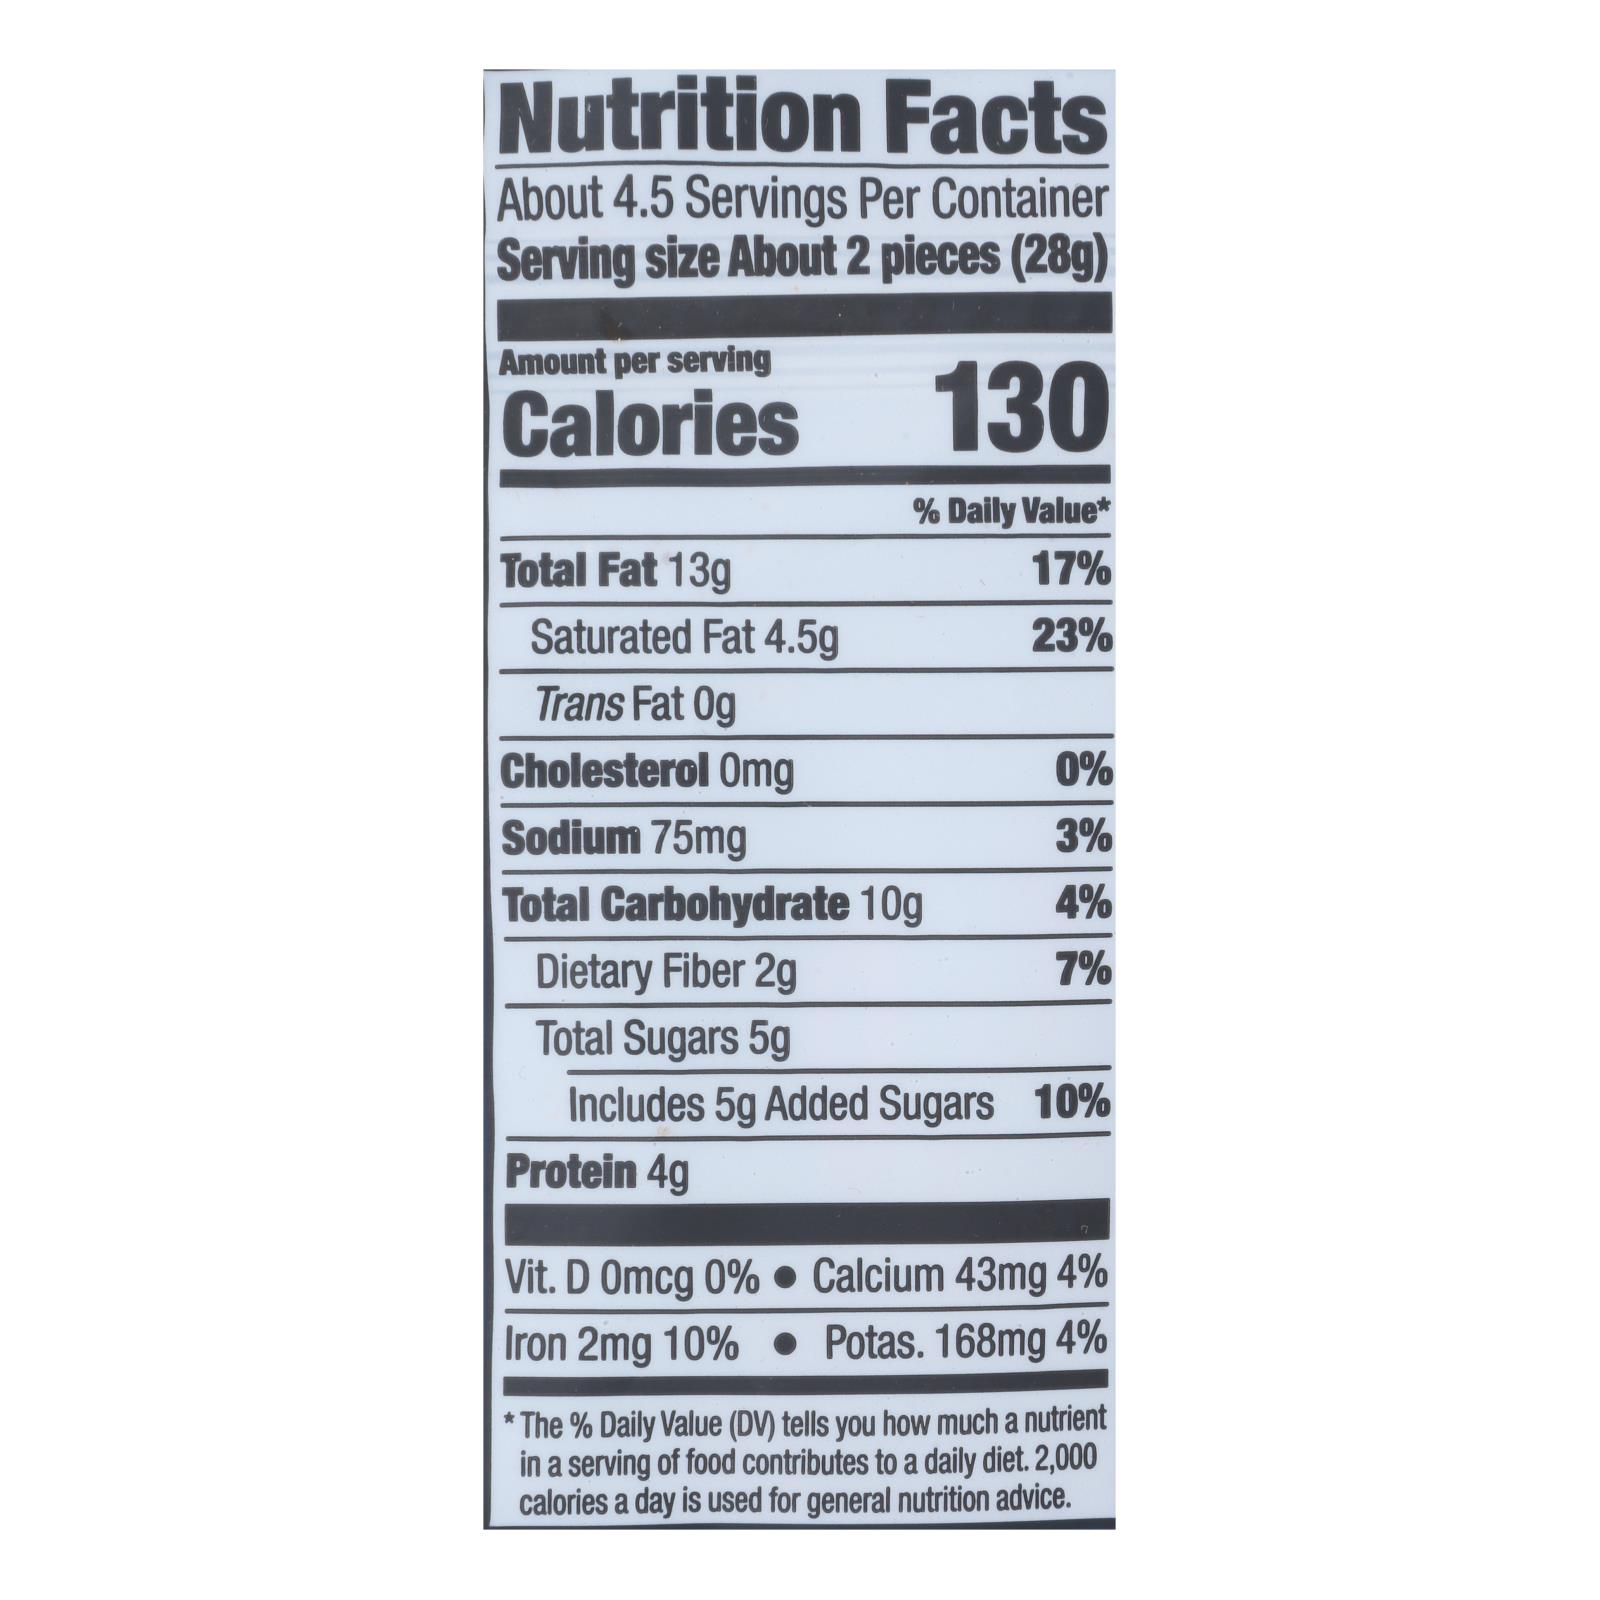 Nutrition Facts
About 4.5 Servings Per Container
Serving size About 2 pieces (28g)
Amount per serving
Calories 130
% Daily Value*
Total Fat 13g 17%
Saturated Fat 4.5g 23%
Trans Fat 0g
Cholesterol 0mg 0%
Sodium 75mg 3%
Total Carbohydrate 10g 4%
Dietary Fiber 2g 7%
Total Sugars 5g
Includes 5g Added Sugars 10%
Protein 4g
Vit. D 0mcg 0% ● Calcium 43mg 4%
Iron 2mg 10% ● Potas. 168mg 4%
* The % Daily Value (DV) tells you how much a nutrient
in a serving of food contributes to a daily diet. 2,000
calories a day is used for general nutrition advice.